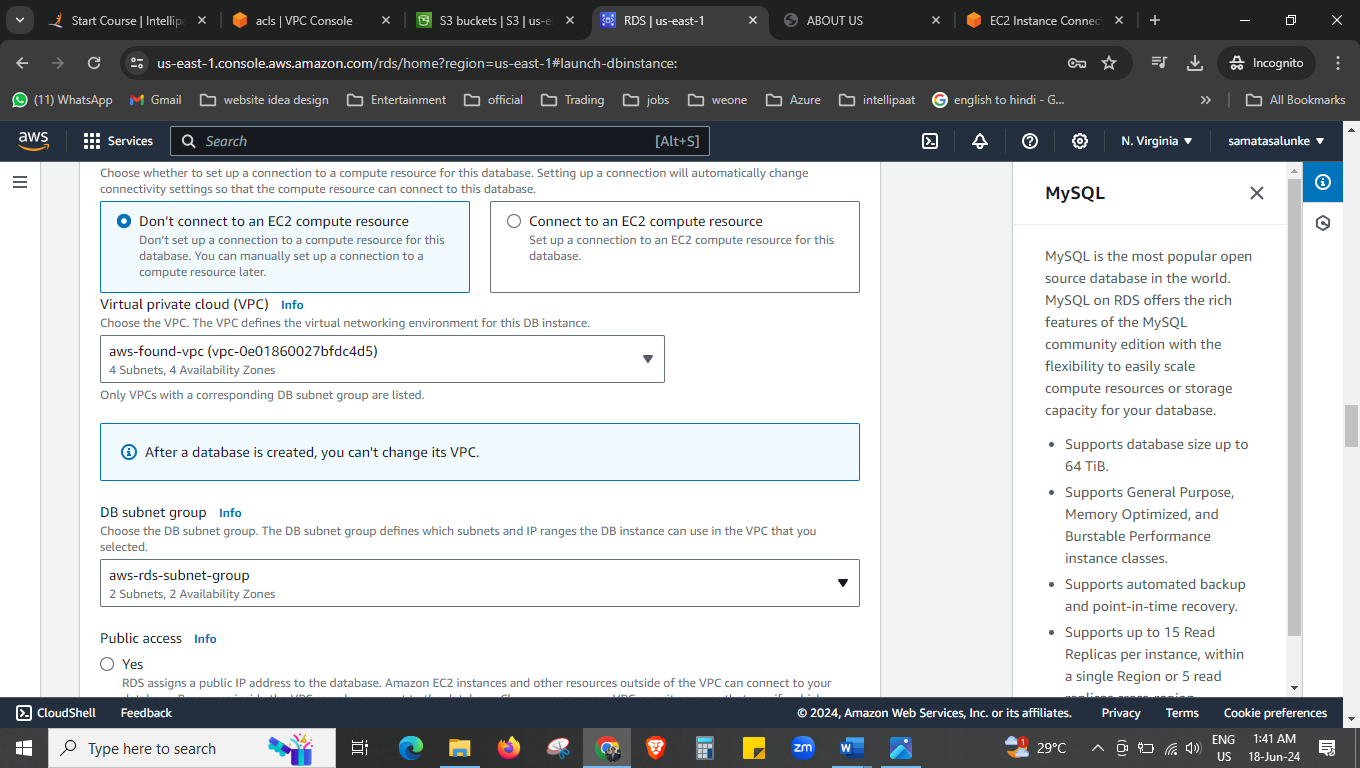 Start Course | Intellipa
acls | VPC Console
S3 buckets | S3 | us-e
RDS | us-east-1
ABOUT US
EC2 Instance Connec
us-east-1.console.aws.amazon.com/rds/home?region=us-east-1#launch-dbinstance:
Incognito
(11) WhatsApp
Gmail
website idea design
Entertainment
official
Trading
jobs
weone
Azure
intellipaat
english to hindi - G...
All Bookmarks
aws
Services
Search
[Alt+S]
N. Virginia
samatasalunke
Choose whether to set up a connection to a compute resource for this database. Setting up a connection will automatically change
connectivity settings so that the compute resource can connect to this database.
Don't connect to an EC2 compute resource
Don't set up a connection to a compute resource for this
database. You can manually set up a connection to a
compute resource later.
Connect to an EC2 compute resource
Set up a connection to an EC2 compute resource for this
database.
Virtual private cloud (VPC) Info
Choose the VPC. The VPC defines the virtual networking environment for this DB instance.
aws-found-vpc (vpc-0e01860027bfdc4d5)
4 Subnets, 4 Availability Zones
Only VPCs with a corresponding DB subnet group are listed.
After a database is created, you can't change its VPC.
DB subnet group Info
Choose the DB subnet group. The DB subnet group defines which subnets and IP ranges the DB instance can use in the VPC that you
selected.
aws-rds-subnet-group
2 Subnets, 2 Availability Zones
Public access Info
Yes
RDS assigns a public IP address to the database. Amazon EC2 instances and other resources outside of the VPC can connect to your
MySQL
MySQL is the most popular open
source database in the world.
MySQL on RDS offers the rich
features of the MySQL
community edition with the
flexibility to easily scale
compute resources or storage
capacity for your database.
• Supports database size up to
64 TiB.
• Supports General Purpose,
Memory Optimized, and
Burstable Performance
instance classes.
• Supports automated backup
and point-in-time recovery.
• Supports up to 15 Read
Replicas per instance, within
a single Region or 5 read
replicas cross-region.
CloudShell
Feedback
© 2024, Amazon Web Services, Inc. or its affiliates.
Privacy
Terms
Cookie preferences
Type here to search
zm
1
29°C
ENG
US
1:41 AM
18-Jun-24